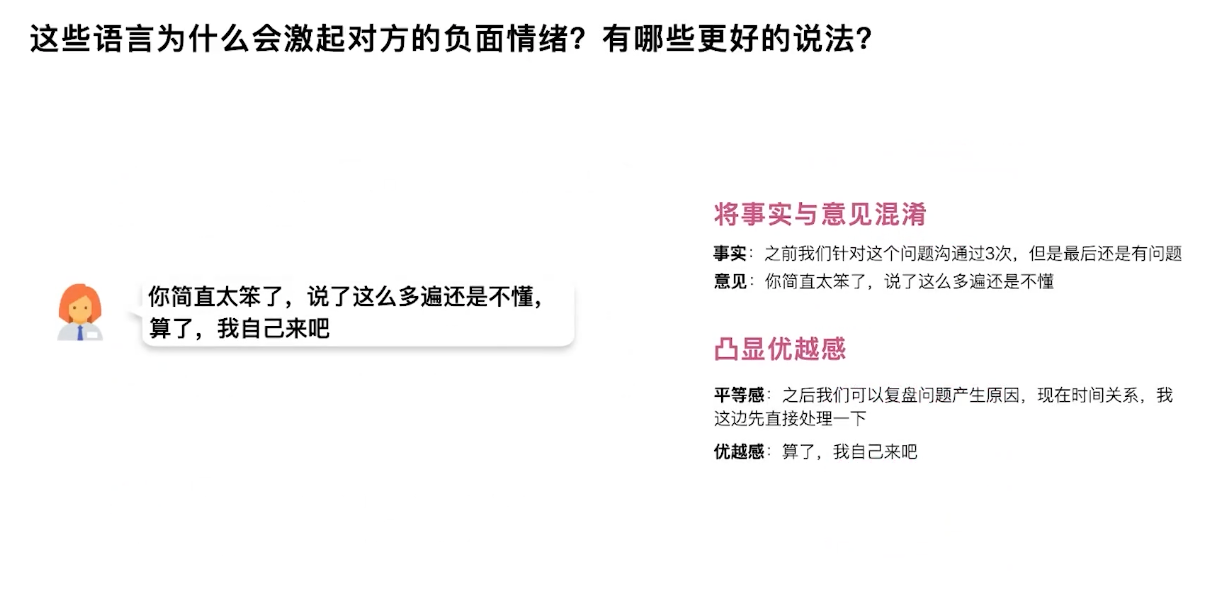 这些语言为什么会激起对方的负面情绪？有哪些更好的说法？
你简直太笨了，说了这么多遍还是不懂，
算了，我自己来吧
将事实与意见混淆
事实：之前我们针对这个问题沟通过3次，但是最后还是有问题
意见：你简直太笨了，说了这么多遍还是不懂
凸显优越感
平等感：之后我们可以复盘问题产生原因，现在时间关系，我
这边先直接处理一下
优越感：算了，我自己来吧